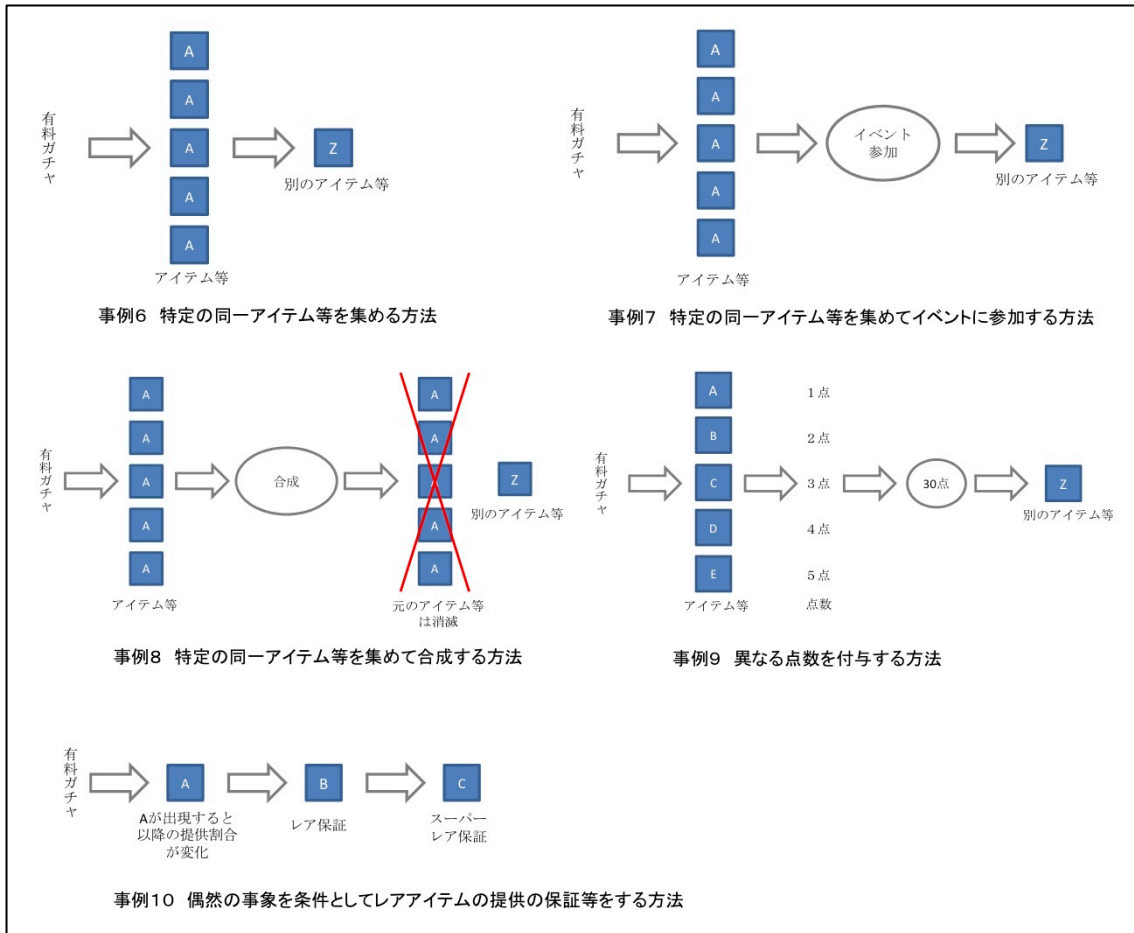 有料ガチャ
A
A
A
A
A
アイテム等
Z
別のアイテム等
事例6 特定の同一アイテム等を集める方法
有料ガチャ
A
A
A
A
A
アイテム等
イベント
参加
Z
別のアイテム等
事例7 特定の同一アイテム等を集めてイベントに参加する方法
有料ガチャ
A
A
A
A
A
アイテム等
合成
A
A
A
A
元のアイテム等
は消滅
Z
別のアイテム等
事例8 特定の同一アイテム等を集めて合成する方法
有料ガチャ
A
B
C
D
E
アイテム等
1点
2点
3点
4点
5点
点数
30点
Z
別のアイテム等
事例9 異なる点数を付与する方法
有料ガチャ
A
Aが出現すると
以降の提供割合
が変化
B
レア保証
C
スーパー
レア保証
事例10 偶然の事象を条件としてレアアイテムの提供の保証等をする方法